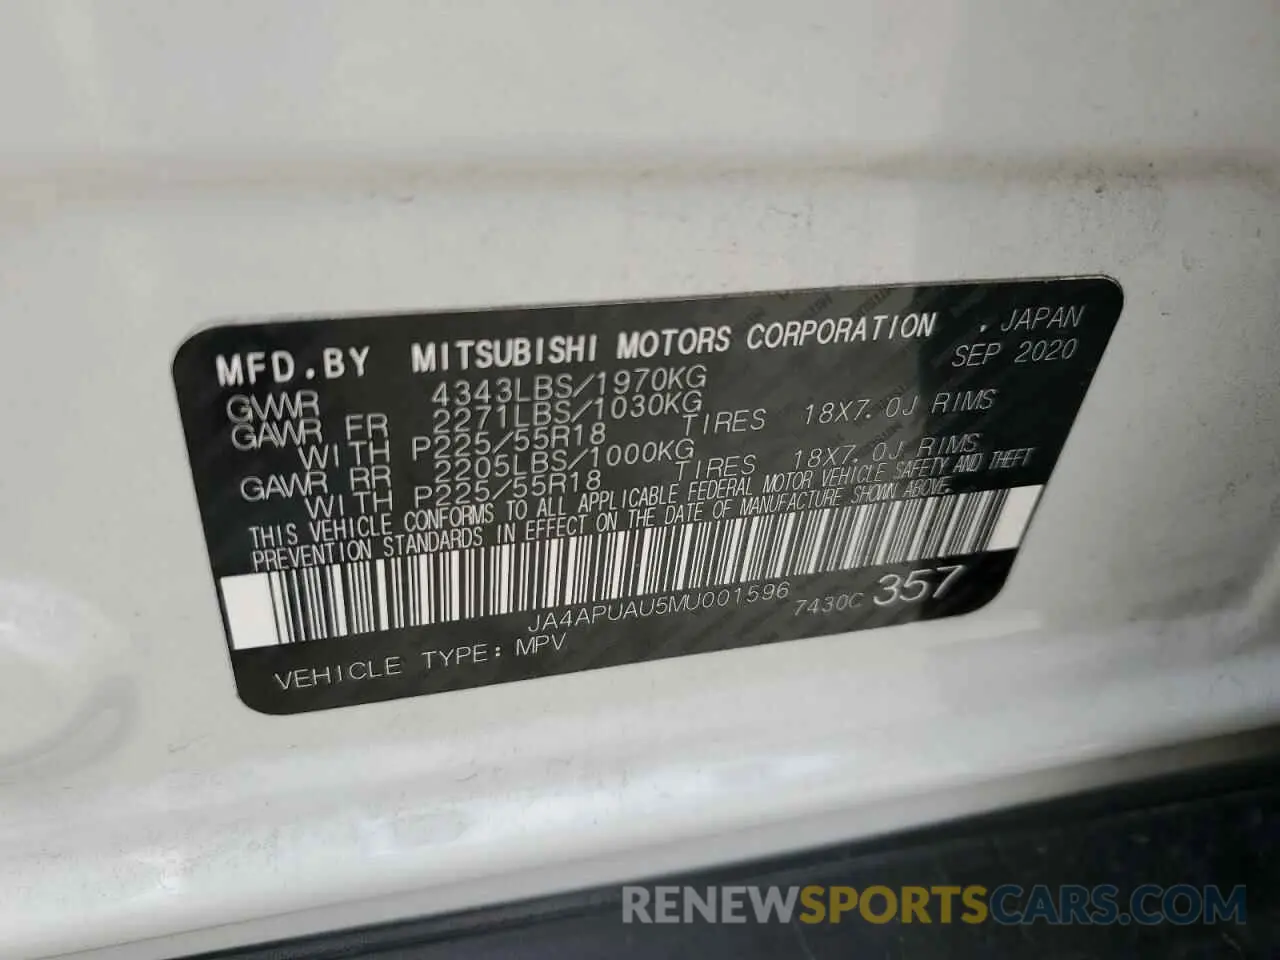 MFD.BY MITSUBISHI MOTORS CORPORATION , JAPAN
GVWR 4343LBS/1970KG SEP 2020
GAWR FR 2271LBS/1030KG
WITH P225/55R18 TIRES 18X7.0J RIMS
GAWR RR 2205LBS/1000KG
WITH P225/55R18 TIRES 18X7.0J RIMS
THIS VEHICLE CONFORMS TO ALL APPLICABLE FEDERAL MOTOR VEHICLE SAFETY AND THEFT
PREVENTION STANDARDS IN EFFECT ON THE DATE OF MANUFACTURE SHOWN ABOVE.
JA4APUAU5MU001596 7430C 357
VEHICLE TYPE: MPV
RENEWSPORTSCARS.COM